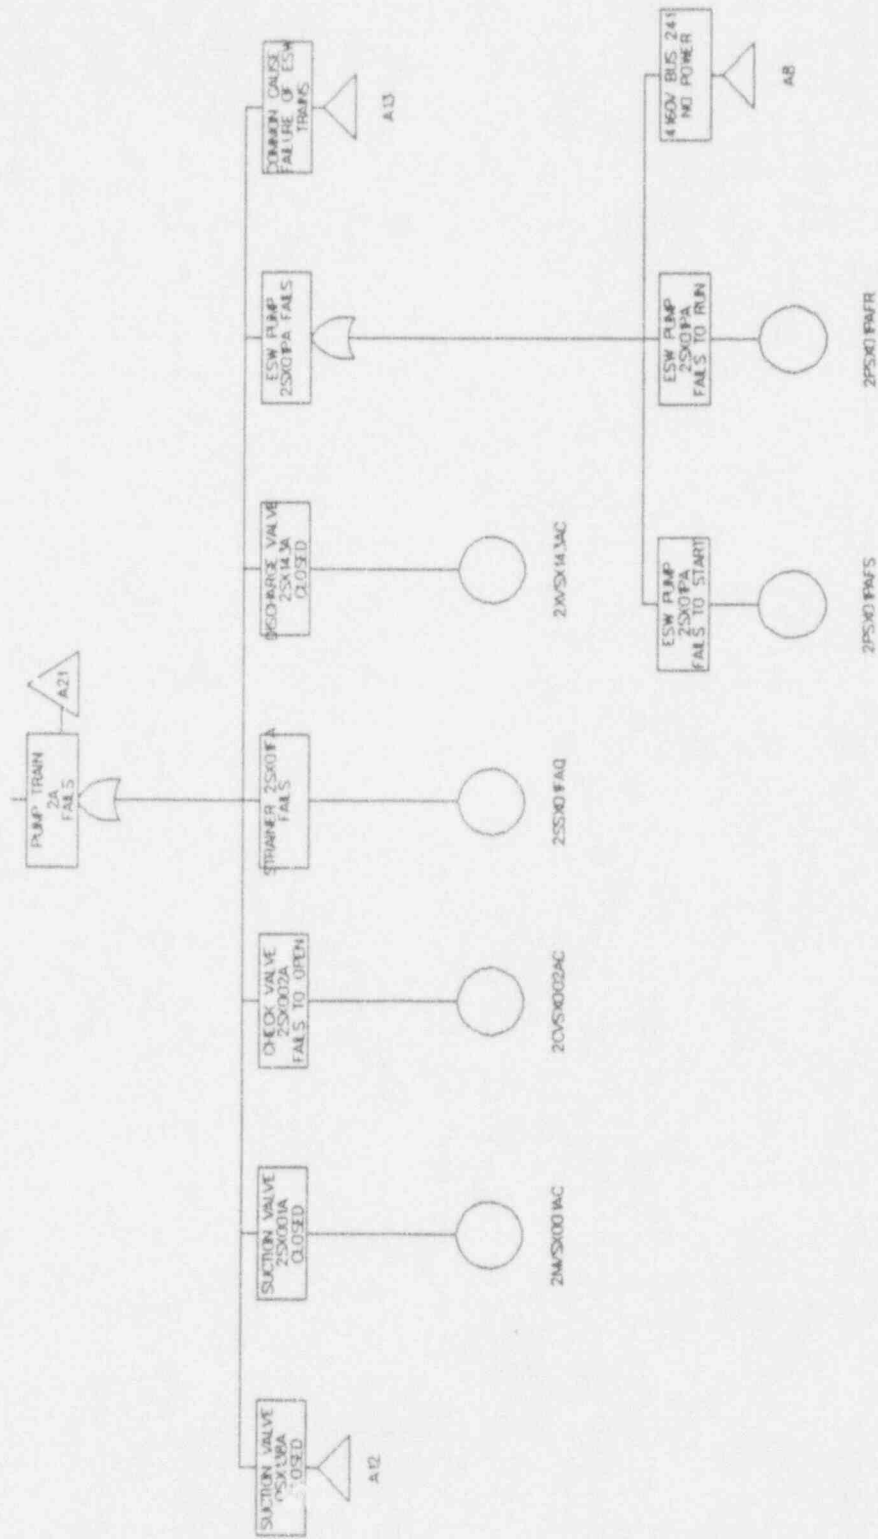 PUMP TRAIN
2A
FAILS
A21
SUCTION VALVE
0SX138A
CLOSED
A12
SUCTION VALVE
2SX001A
CLOSED
2MVSX001AC
CHECK VALVE
2SX002A
FAILS TO OPEN
2CVSX002AC
STRAINER 2SX01FA
FAILS
2SSX01FAQ
DISCHARGE VALVE
2SX143A
CLOSED
2XVSX143AC
ESW PUMP
2SX01PA FAILS
COMMON CAUSE
FAILURE OF ESW
TRAINS
A13
ESW PUMP
2SX01PA
FAILS TO START
2PSX01PAFS
ESW PUMP
2SX01PA
FAILS TO RUN
2PSX01PAFR
4160V BUS 241
NO POWER
A8